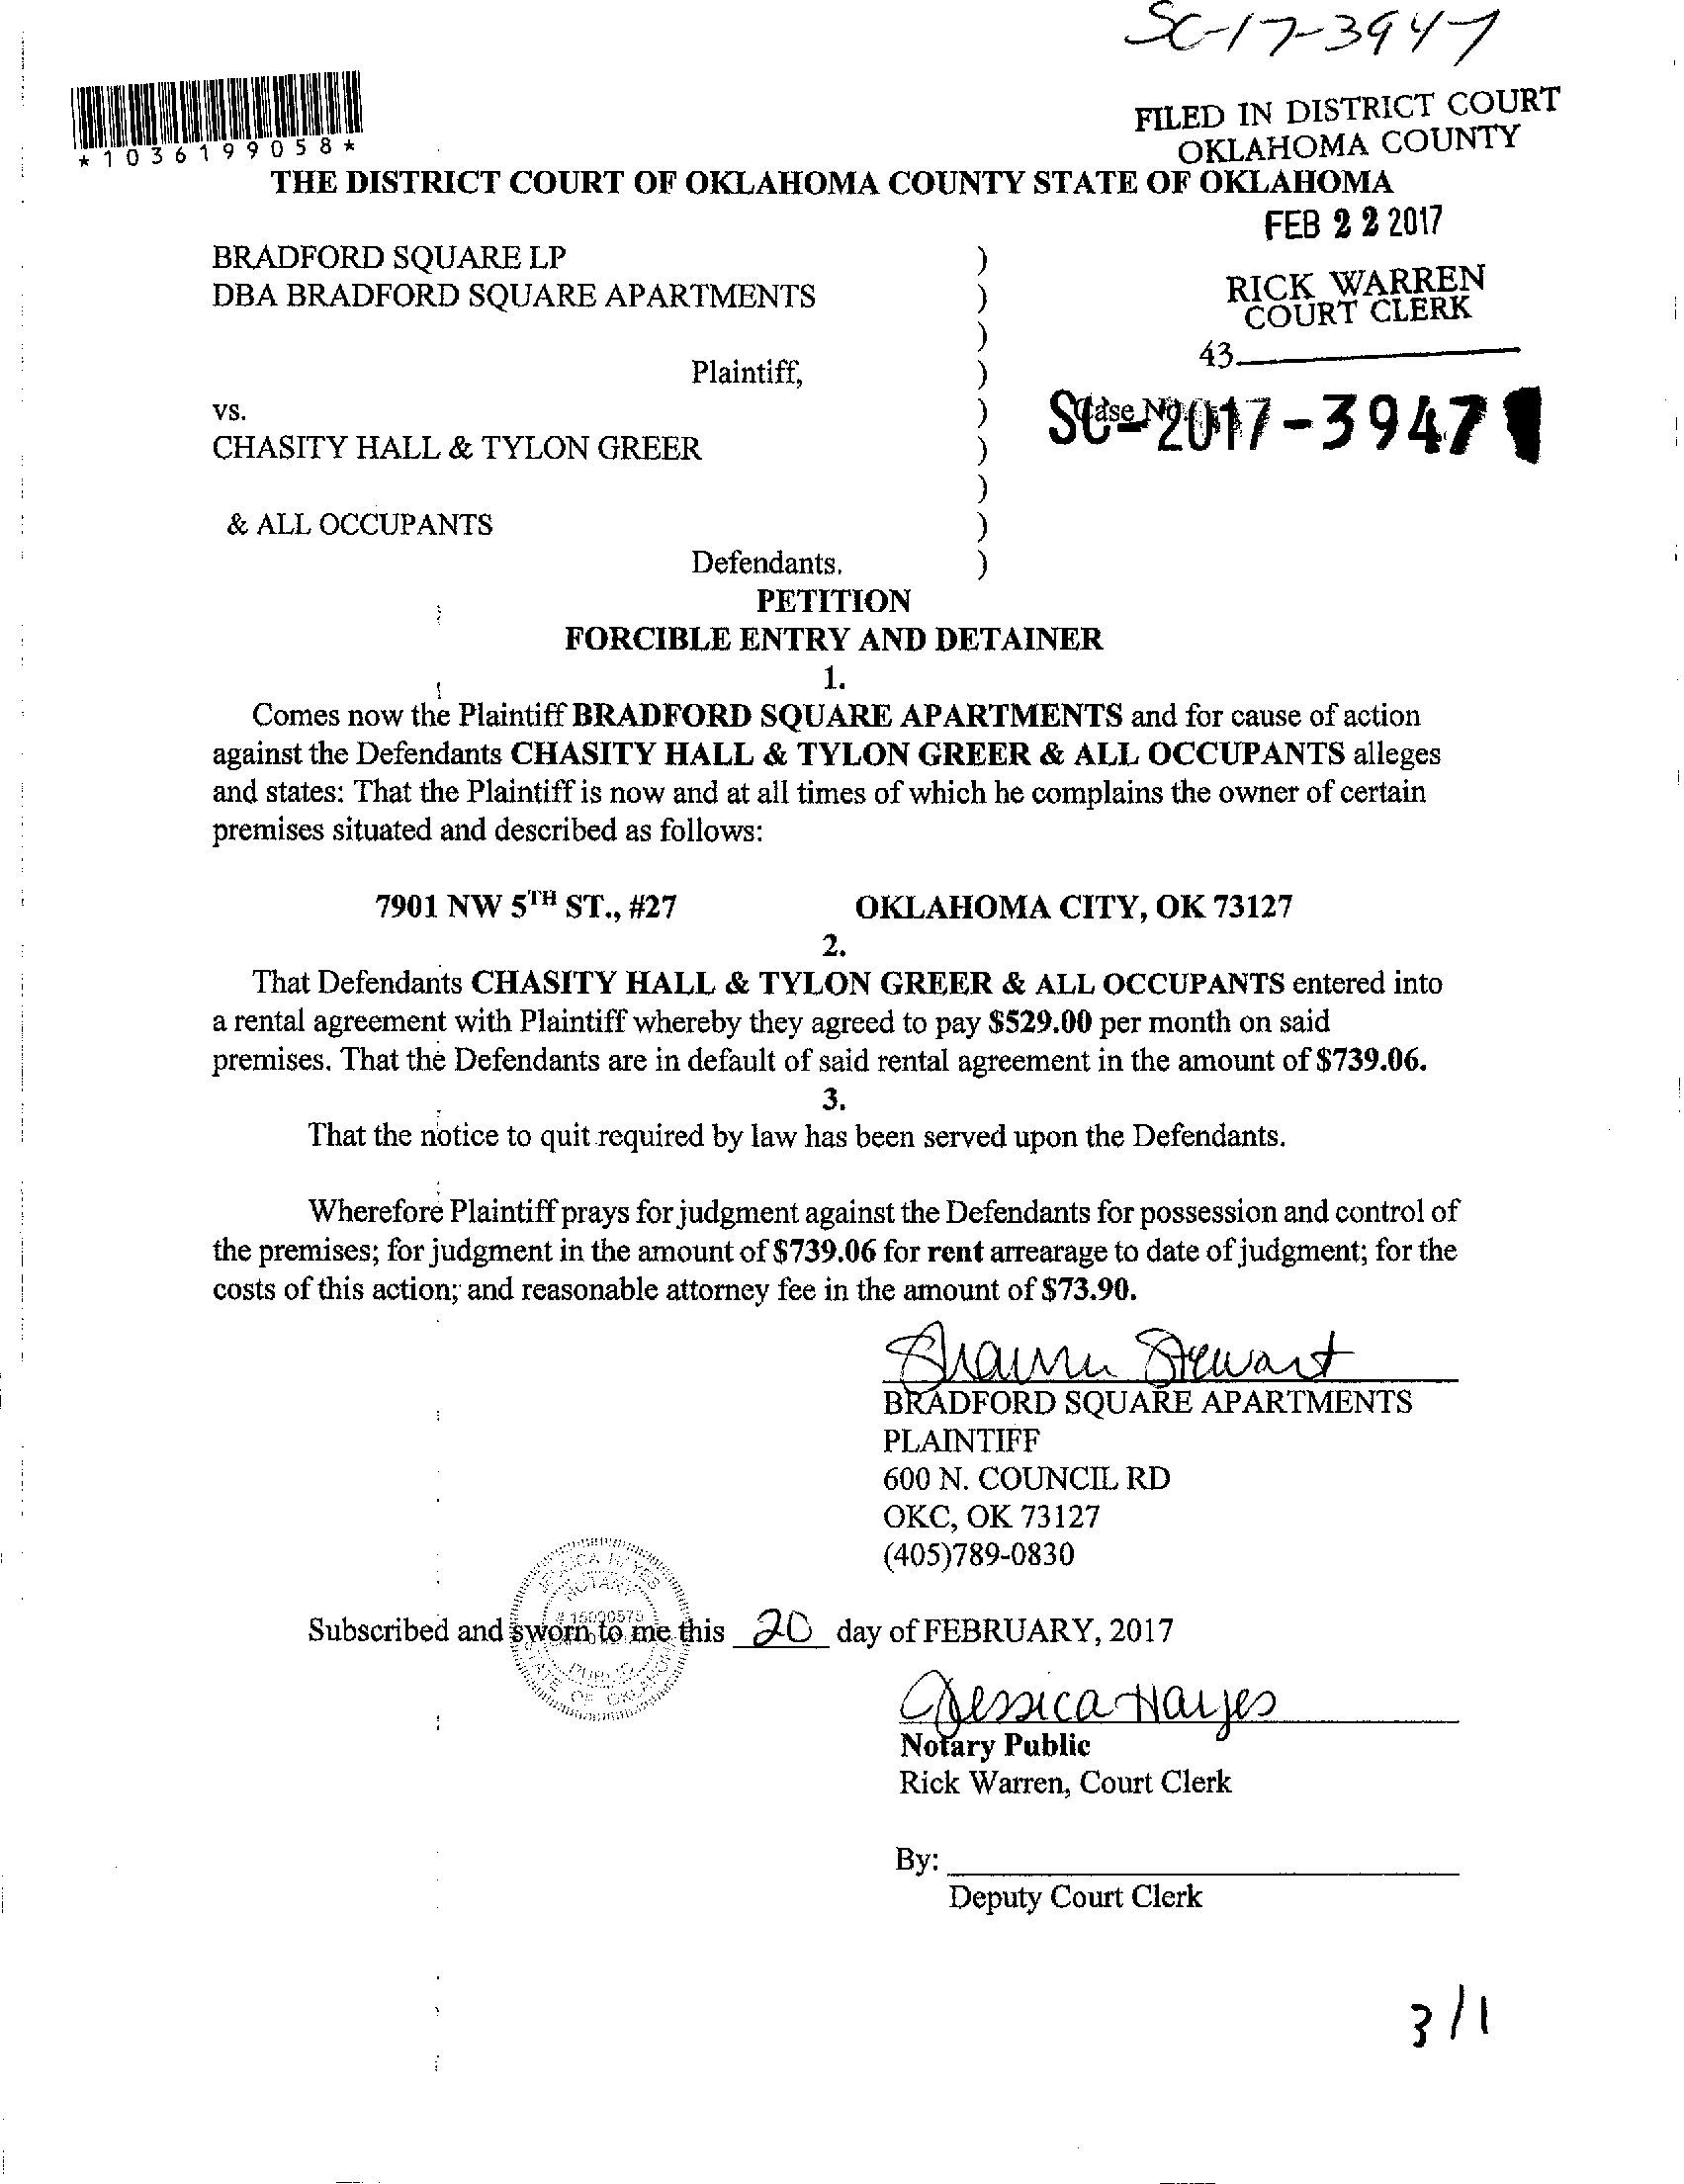 SC-17-3947
*1036199058*
FILED IN DISTRICT COURT
OKLAHOMA COUNTY
THE DISTRICT COURT OF OKLAHOMA COUNTY STATE OF OKLAHOMA
FEB 22 2017
BRADFORD SQUARE LP )
DBA BRADFORD SQUARE APARTMENTS )
RICK WARREN
COURT CLERK
)
43
Plaintiff, )
vs. )
Case No. SC-2017-3947
CHASITY HALL & TYLON GREER )
)
& ALL OCCUPANTS )
Defendants. )
PETITION
FORCIBLE ENTRY AND DETAINER
1.
Comes now the Plaintiff BRADFORD SQUARE APARTMENTS and for cause of action
against the Defendants CHASITY HALL & TYLON GREER & ALL OCCUPANTS alleges
and states: That the Plaintiff is now and at all times of which he complains the owner of certain
premises situated and described as follows:
7901 NW 5TH ST., #27 OKLAHOMA CITY, OK 73127
2.
That Defendants CHASITY HALL & TYLON GREER & ALL OCCUPANTS entered into
a rental agreement with Plaintiff whereby they agreed to pay $529.00 per month on said
premises. That the Defendants are in default of said rental agreement in the amount of $739.06.
3.
That the notice to quit required by law has been served upon the Defendants.
Wherefore Plaintiff prays for judgment against the Defendants for possession and control of
the premises; for judgment in the amount of $739.06 for rent arrearage to date of judgment; for the
costs of this action; and reasonable attorney fee in the amount of $73.90.
Stewart
BRADFORD SQUARE APARTMENTS
PLAINTIFF
600 N. COUNCIL RD
OKC, OK 73127
(405)789-0830
Subscribed and sworn to me this 20 day of FEBRUARY, 2017
Jessica Hayes
Notary Public
Rick Warren, Court Clerk
By:
Deputy Court Clerk
3/1